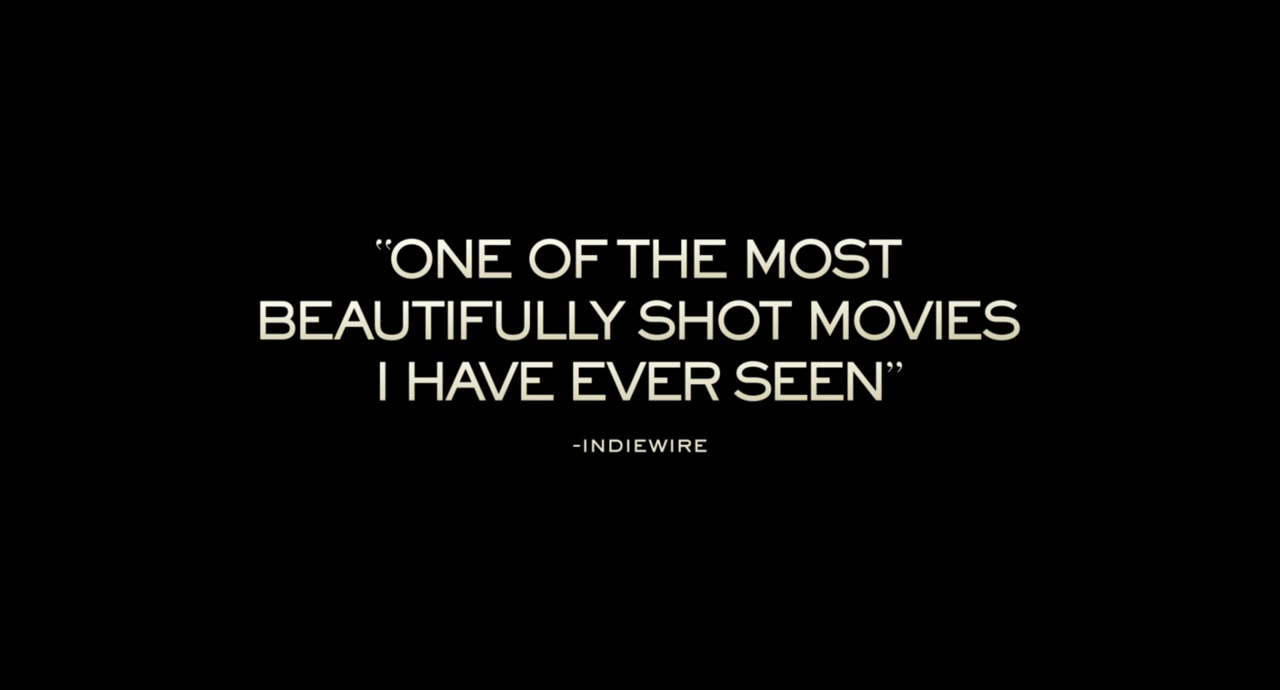 “ONE OF THE MOST
BEAUTIFULLY SHOT MOVIES
I HAVE EVER SEEN”
-INDIEWIRE